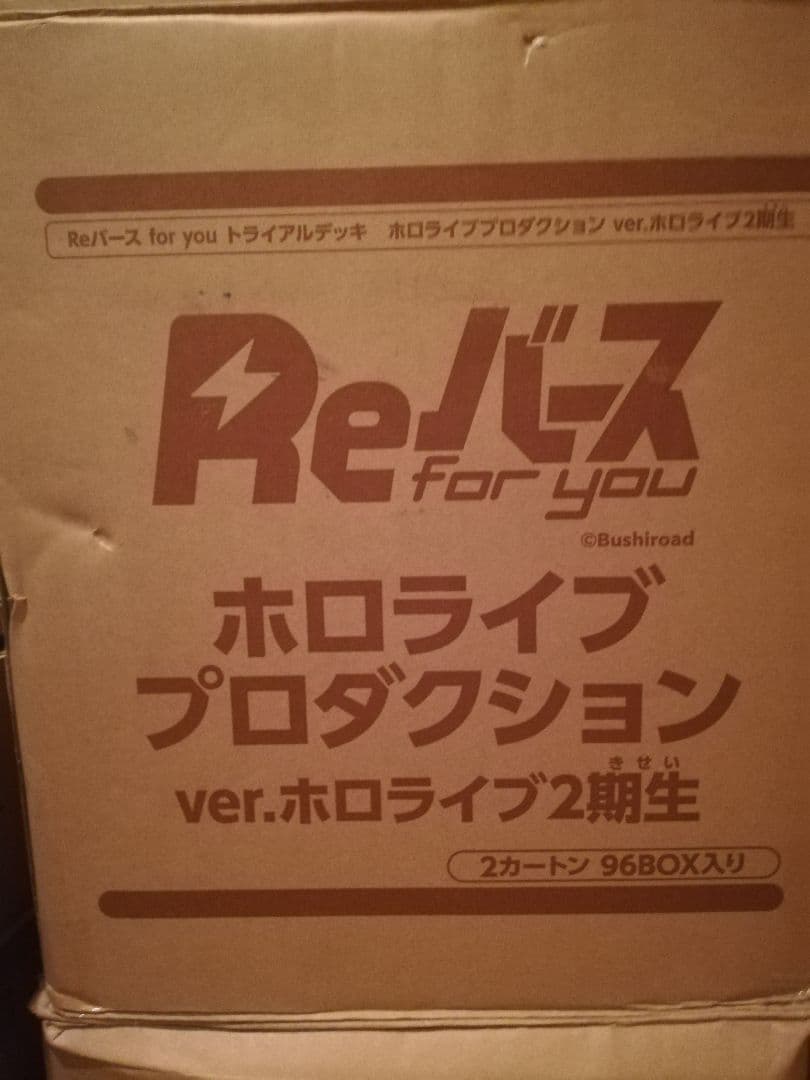 Reバース for you トライアルデッキ ホロライブプロダクション ver.ホロライブ2期生
Reバース
for you
©Bushiroad
ホロライブ
プロダクション
きせい
ver.ホロライブ2期生
2カートン 96BOX入り